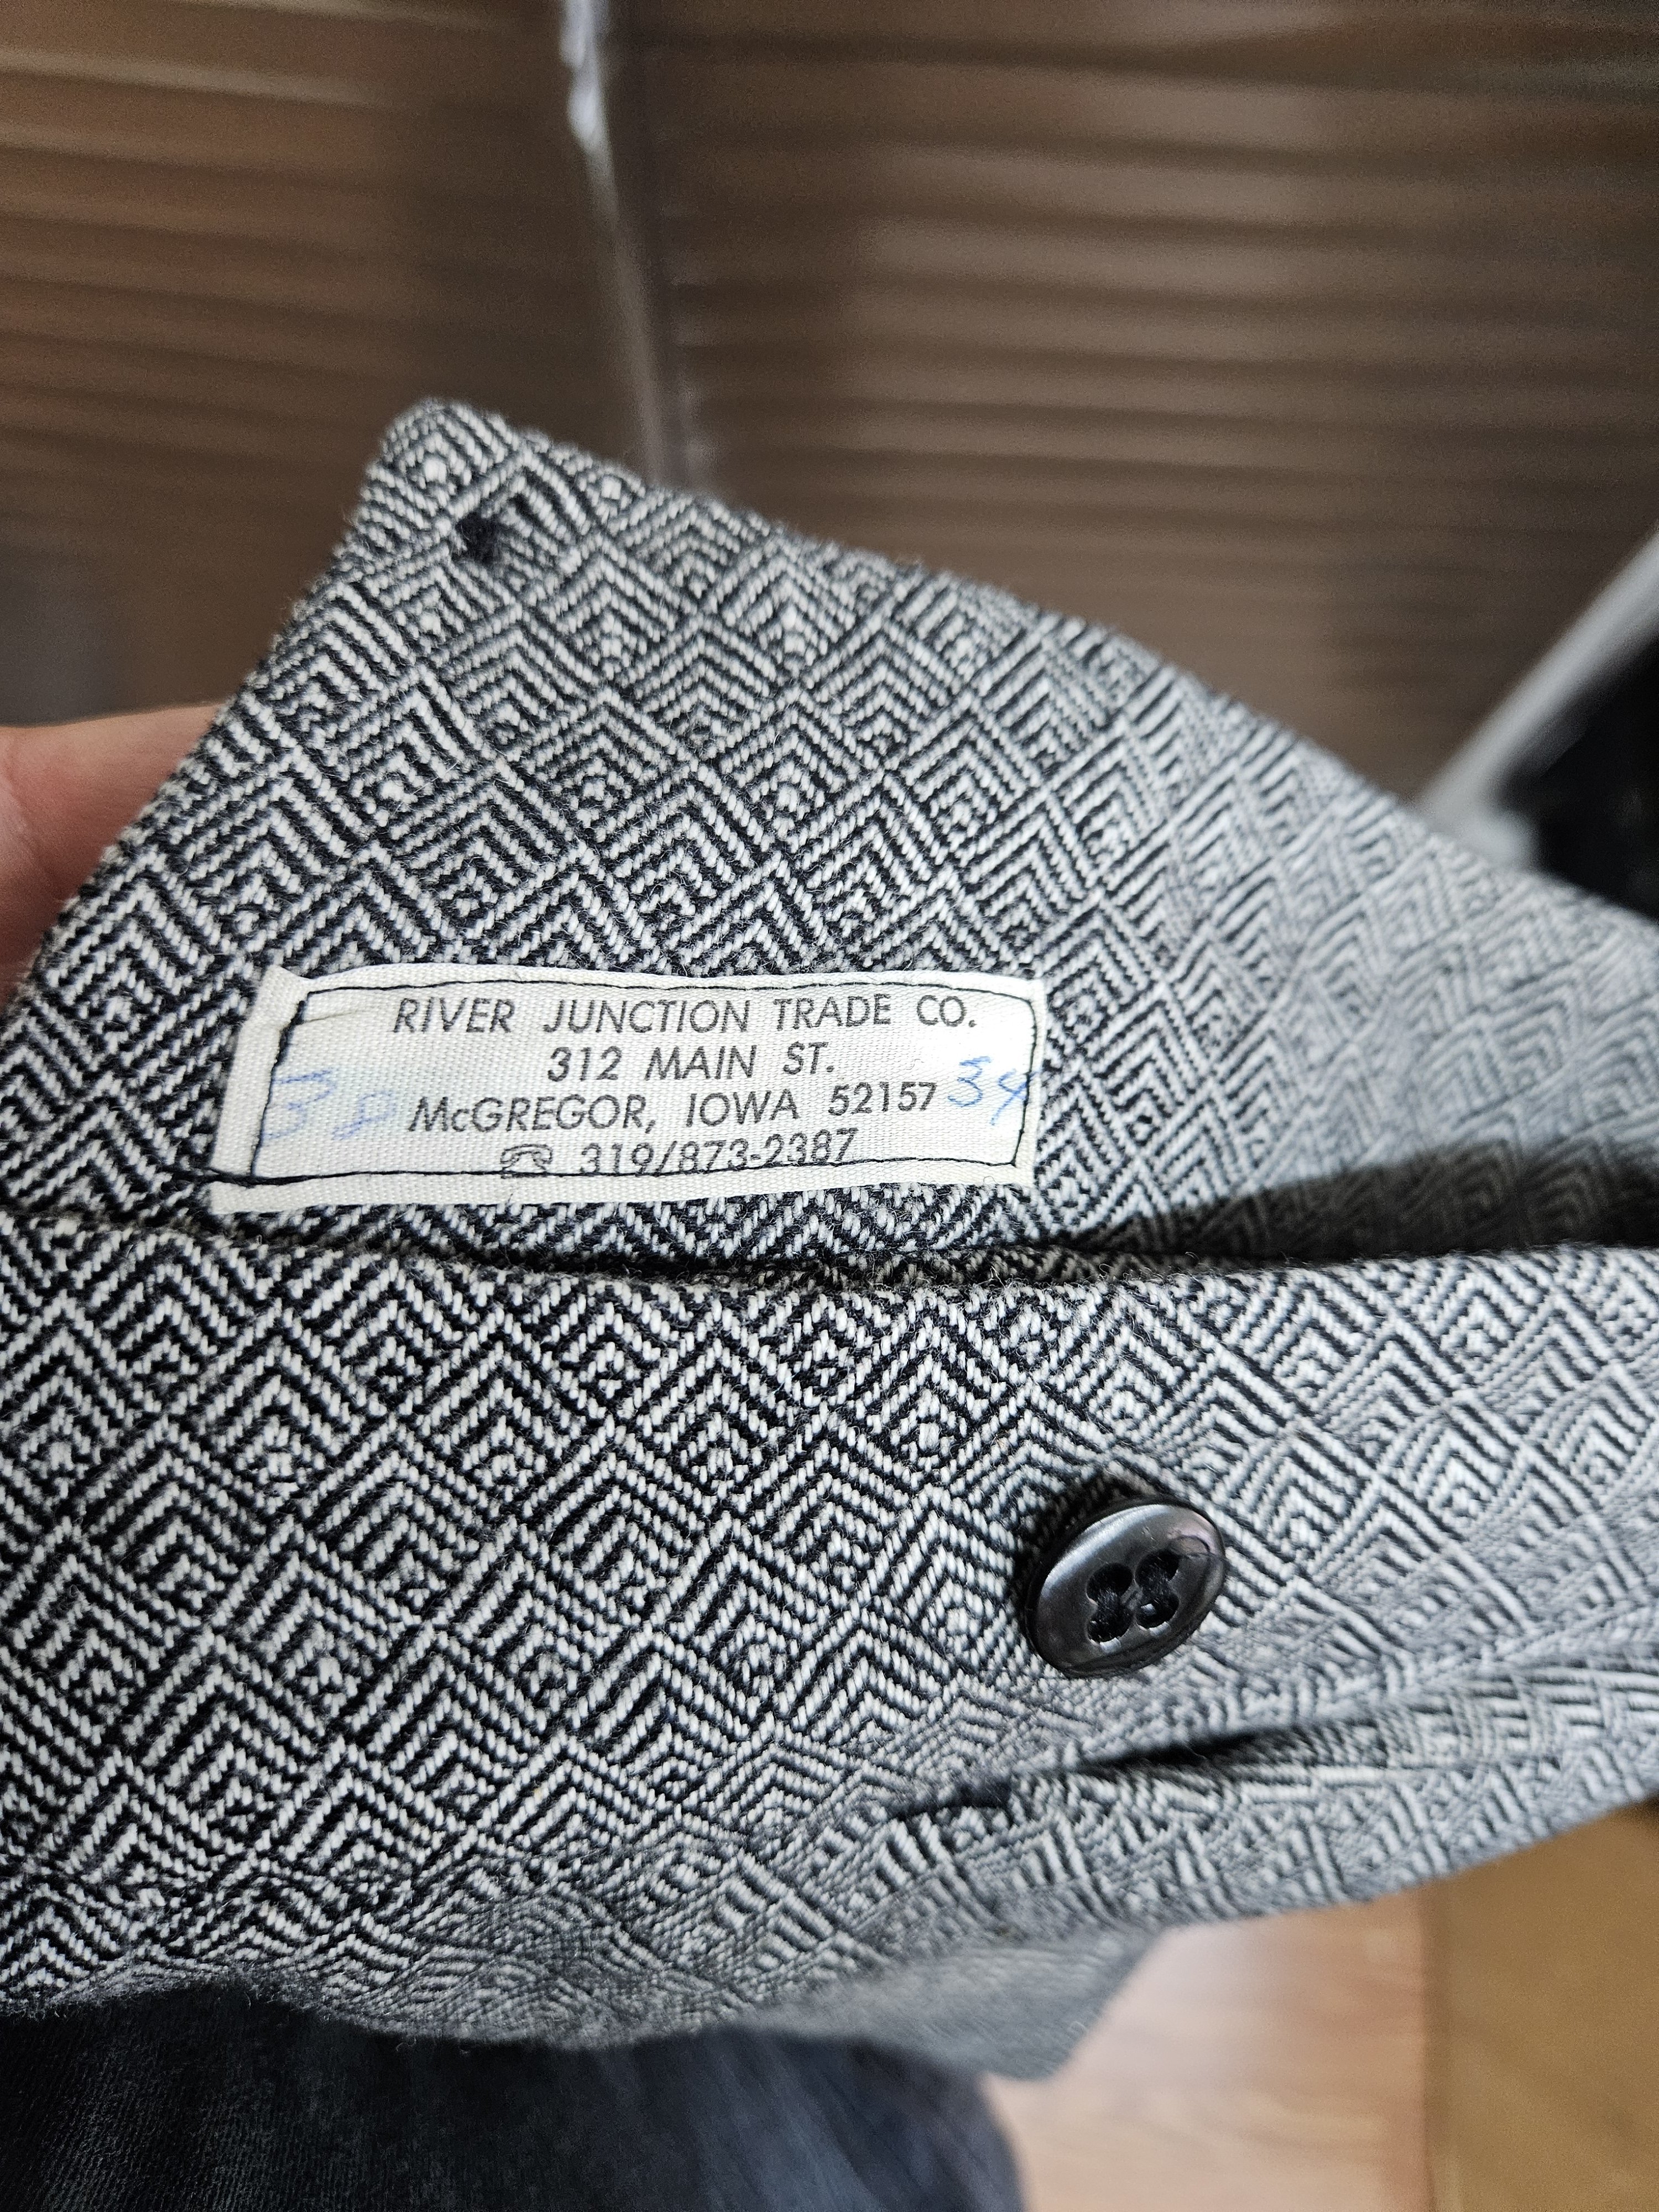 RIVER JUNCTION TRADE CO.
312 MAIN ST.
McGREGOR, IOWA 52157 34
☎ 319/873-2387